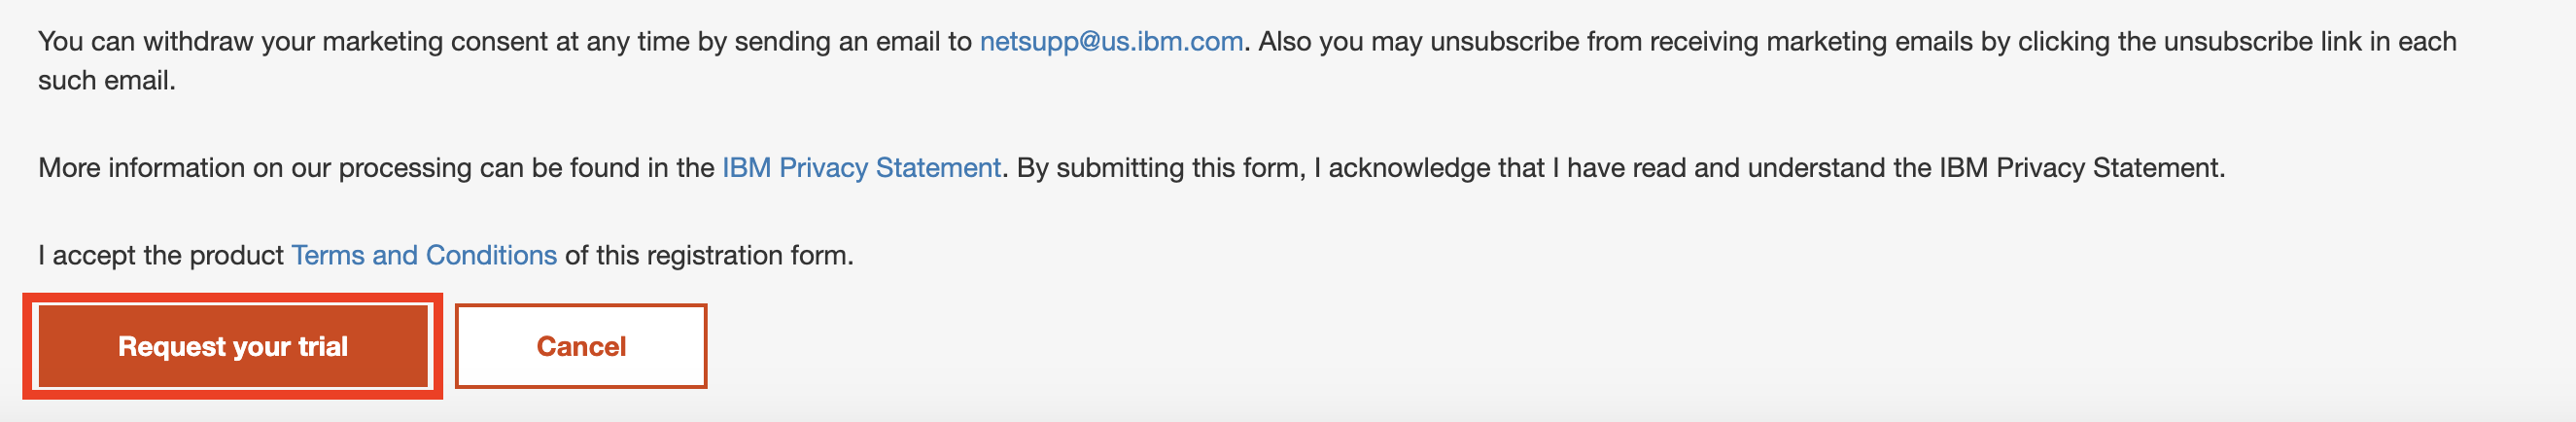 You can withdraw your marketing consent at any time by sending an email to netsupp@us.ibm.com. Also you may unsubscribe from receiving marketing emails by clicking the unsubscribe link in each
such email.
More information on our processing can be found in the IBM Privacy Statement. By submitting this form, I acknowledge that I have read and understand the IBM Privacy Statement.
I accept the product Terms and Conditions of this registration form.
Request your trial Cancel